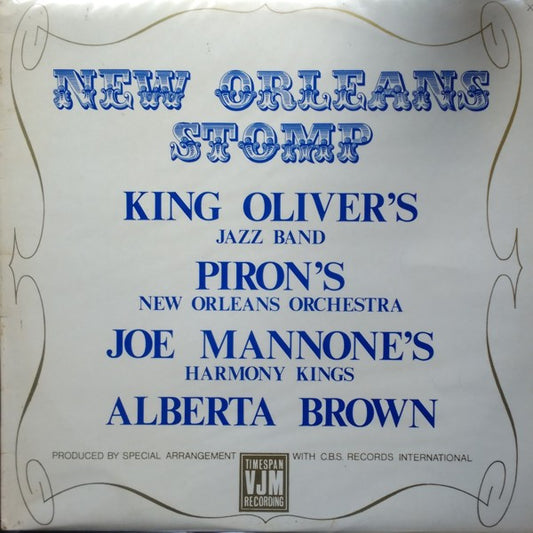 NEW ORLEANS
STOMP
KING OLIVER'S
JAZZ BAND
PIRON'S
NEW ORLEANS ORCHESTRA
JOE MANNONE'S
HARMONY KINGS
ALBERTA BROWN
PRODUCED BY SPECIAL ARRANGEMENT WITH C.B.S. RECORDS INTERNATIONAL
TIMESPAN
VJM
RECORDING